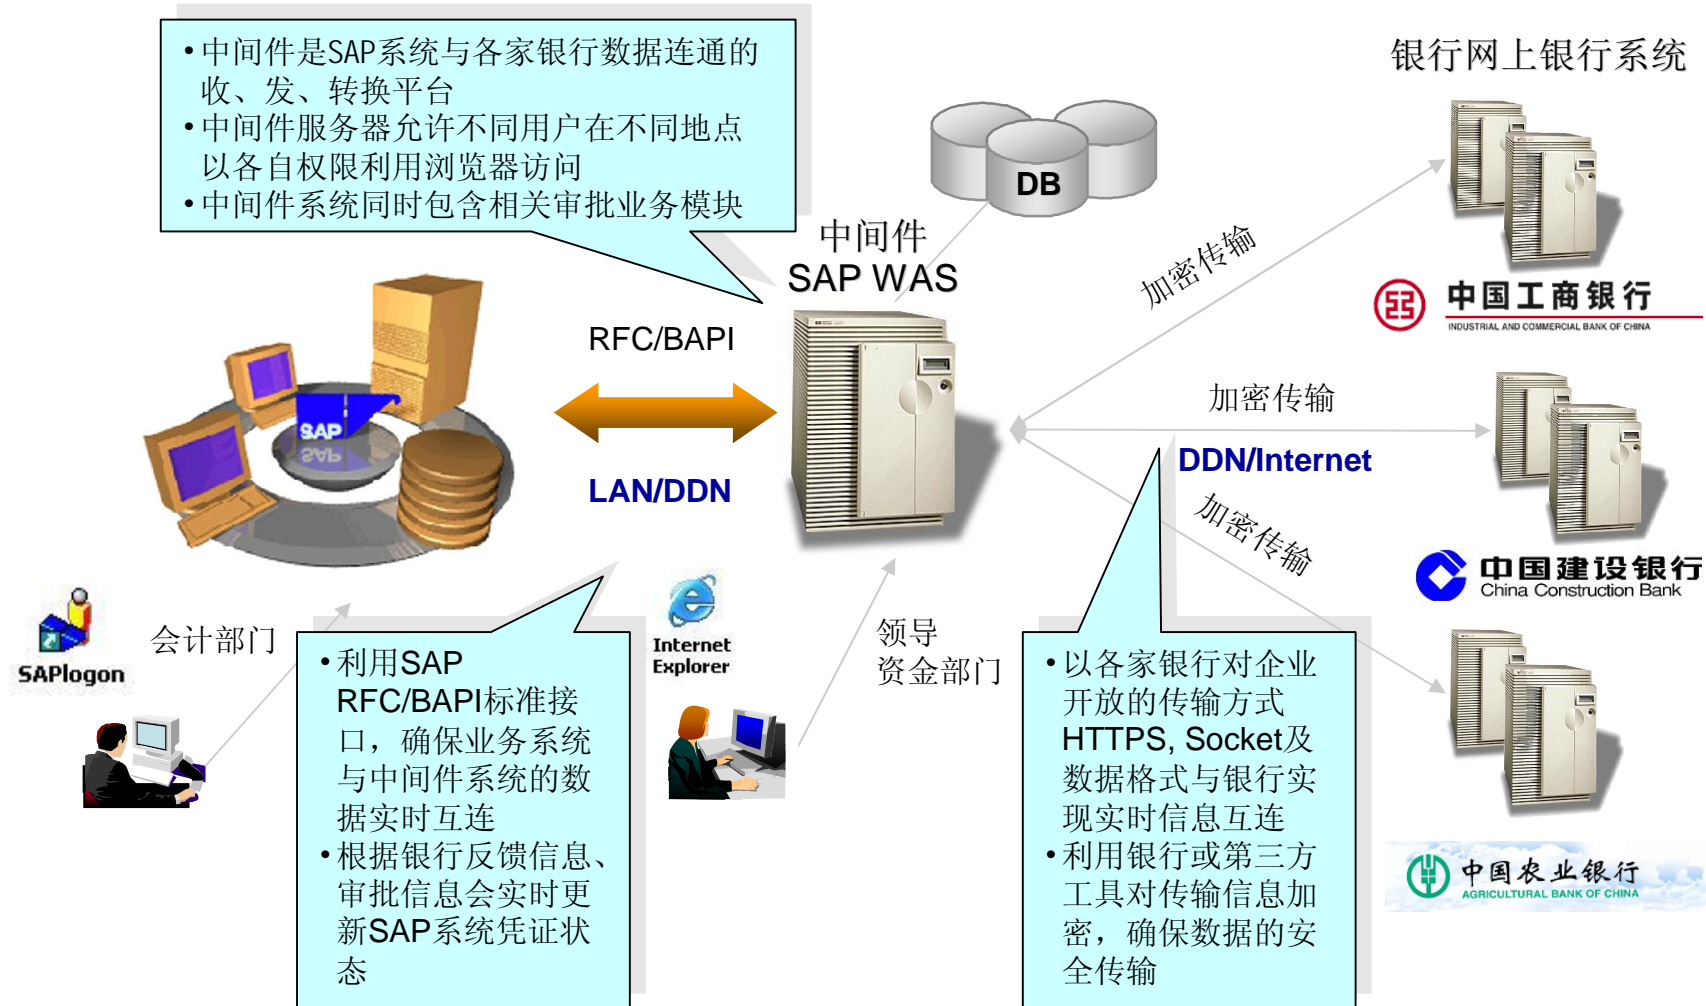 •中间件是SAP系统与各家银行数据连通的
收、发、转换平台
•中间件服务器允许不同用户在不同地点
以各自权限利用浏览器访问
•中间件系统同时包含相关审批业务模块
银行网上银行系统
DB
中间件
SAP WAS
加密传输
中国工商银行
INDUSTRIAL AND COMMERCIAL BANK OF CHINA
RFC/BAPI
加密传输
SAP
LAN/DDN
DDN/Internet
加密传输
中国建设银行
China Construction Bank
SAPlogon
会计部门
Internet
Explorer
领导
资金部门
•利用SAP
RFC/BAPI标准接
口，确保业务系统
与中间件系统的数
据实时互连
•根据银行反馈信息、
审批信息会实时更
新SAP系统凭证状
态
•以各家银行对企业
开放的传输方式
HTTPS, Socket及
数据格式与银行实
现实时信息互连
•利用银行或第三方
工具对传输信息加
密，确保数据的安
全传输
中国农业银行
AGRICULTURAL BANK OF CHINA